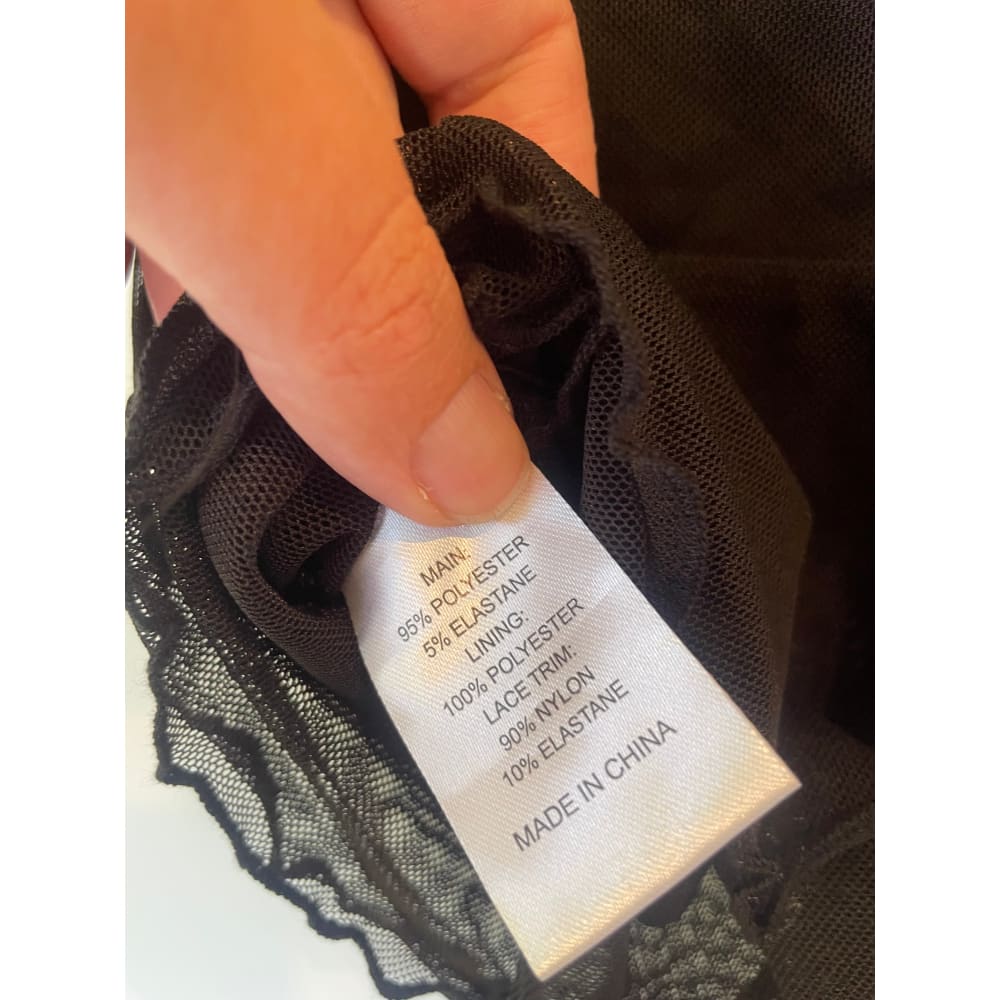 MAIN:
95% POLYESTER
5% ELASTANE
LINING:
100% POLYESTER
LACE TRIM:
90% NYLON
10% ELASTANE
MADE IN CHINA